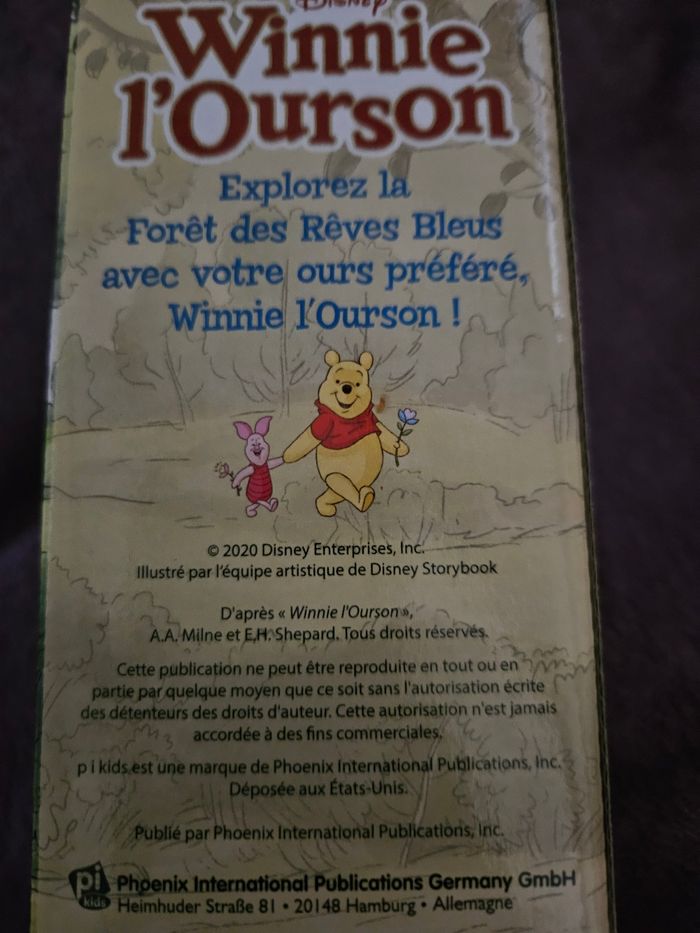 Disney
Winnie
l'Ourson
Explorez la
Forêt des Rêves Bleus
avec votre ours préféré,
Winnie l'Ourson !
© 2020 Disney Enterprises, Inc.
Illustré par l'équipe artistique de Disney Storybook
D'après « Winnie l'Ourson »,
A.A. Milne et E.H. Shepard. Tous droits réservés.
Cette publication ne peut être reproduite en tout ou en
partie par quelque moyen que ce soit sans l'autorisation écrite
des détenteurs des droits d'auteur. Cette autorisation n'est jamais
accordée à des fins commerciales.
p i kids est une marque de Phoenix International Publications, Inc.
Déposée aux États-Unis.
Publié par Phoenix International Publications, Inc.
pi kids
Phoenix International Publications Germany GmbH
Heimhuder Straße 81 • 20148 Hamburg • Allemagne